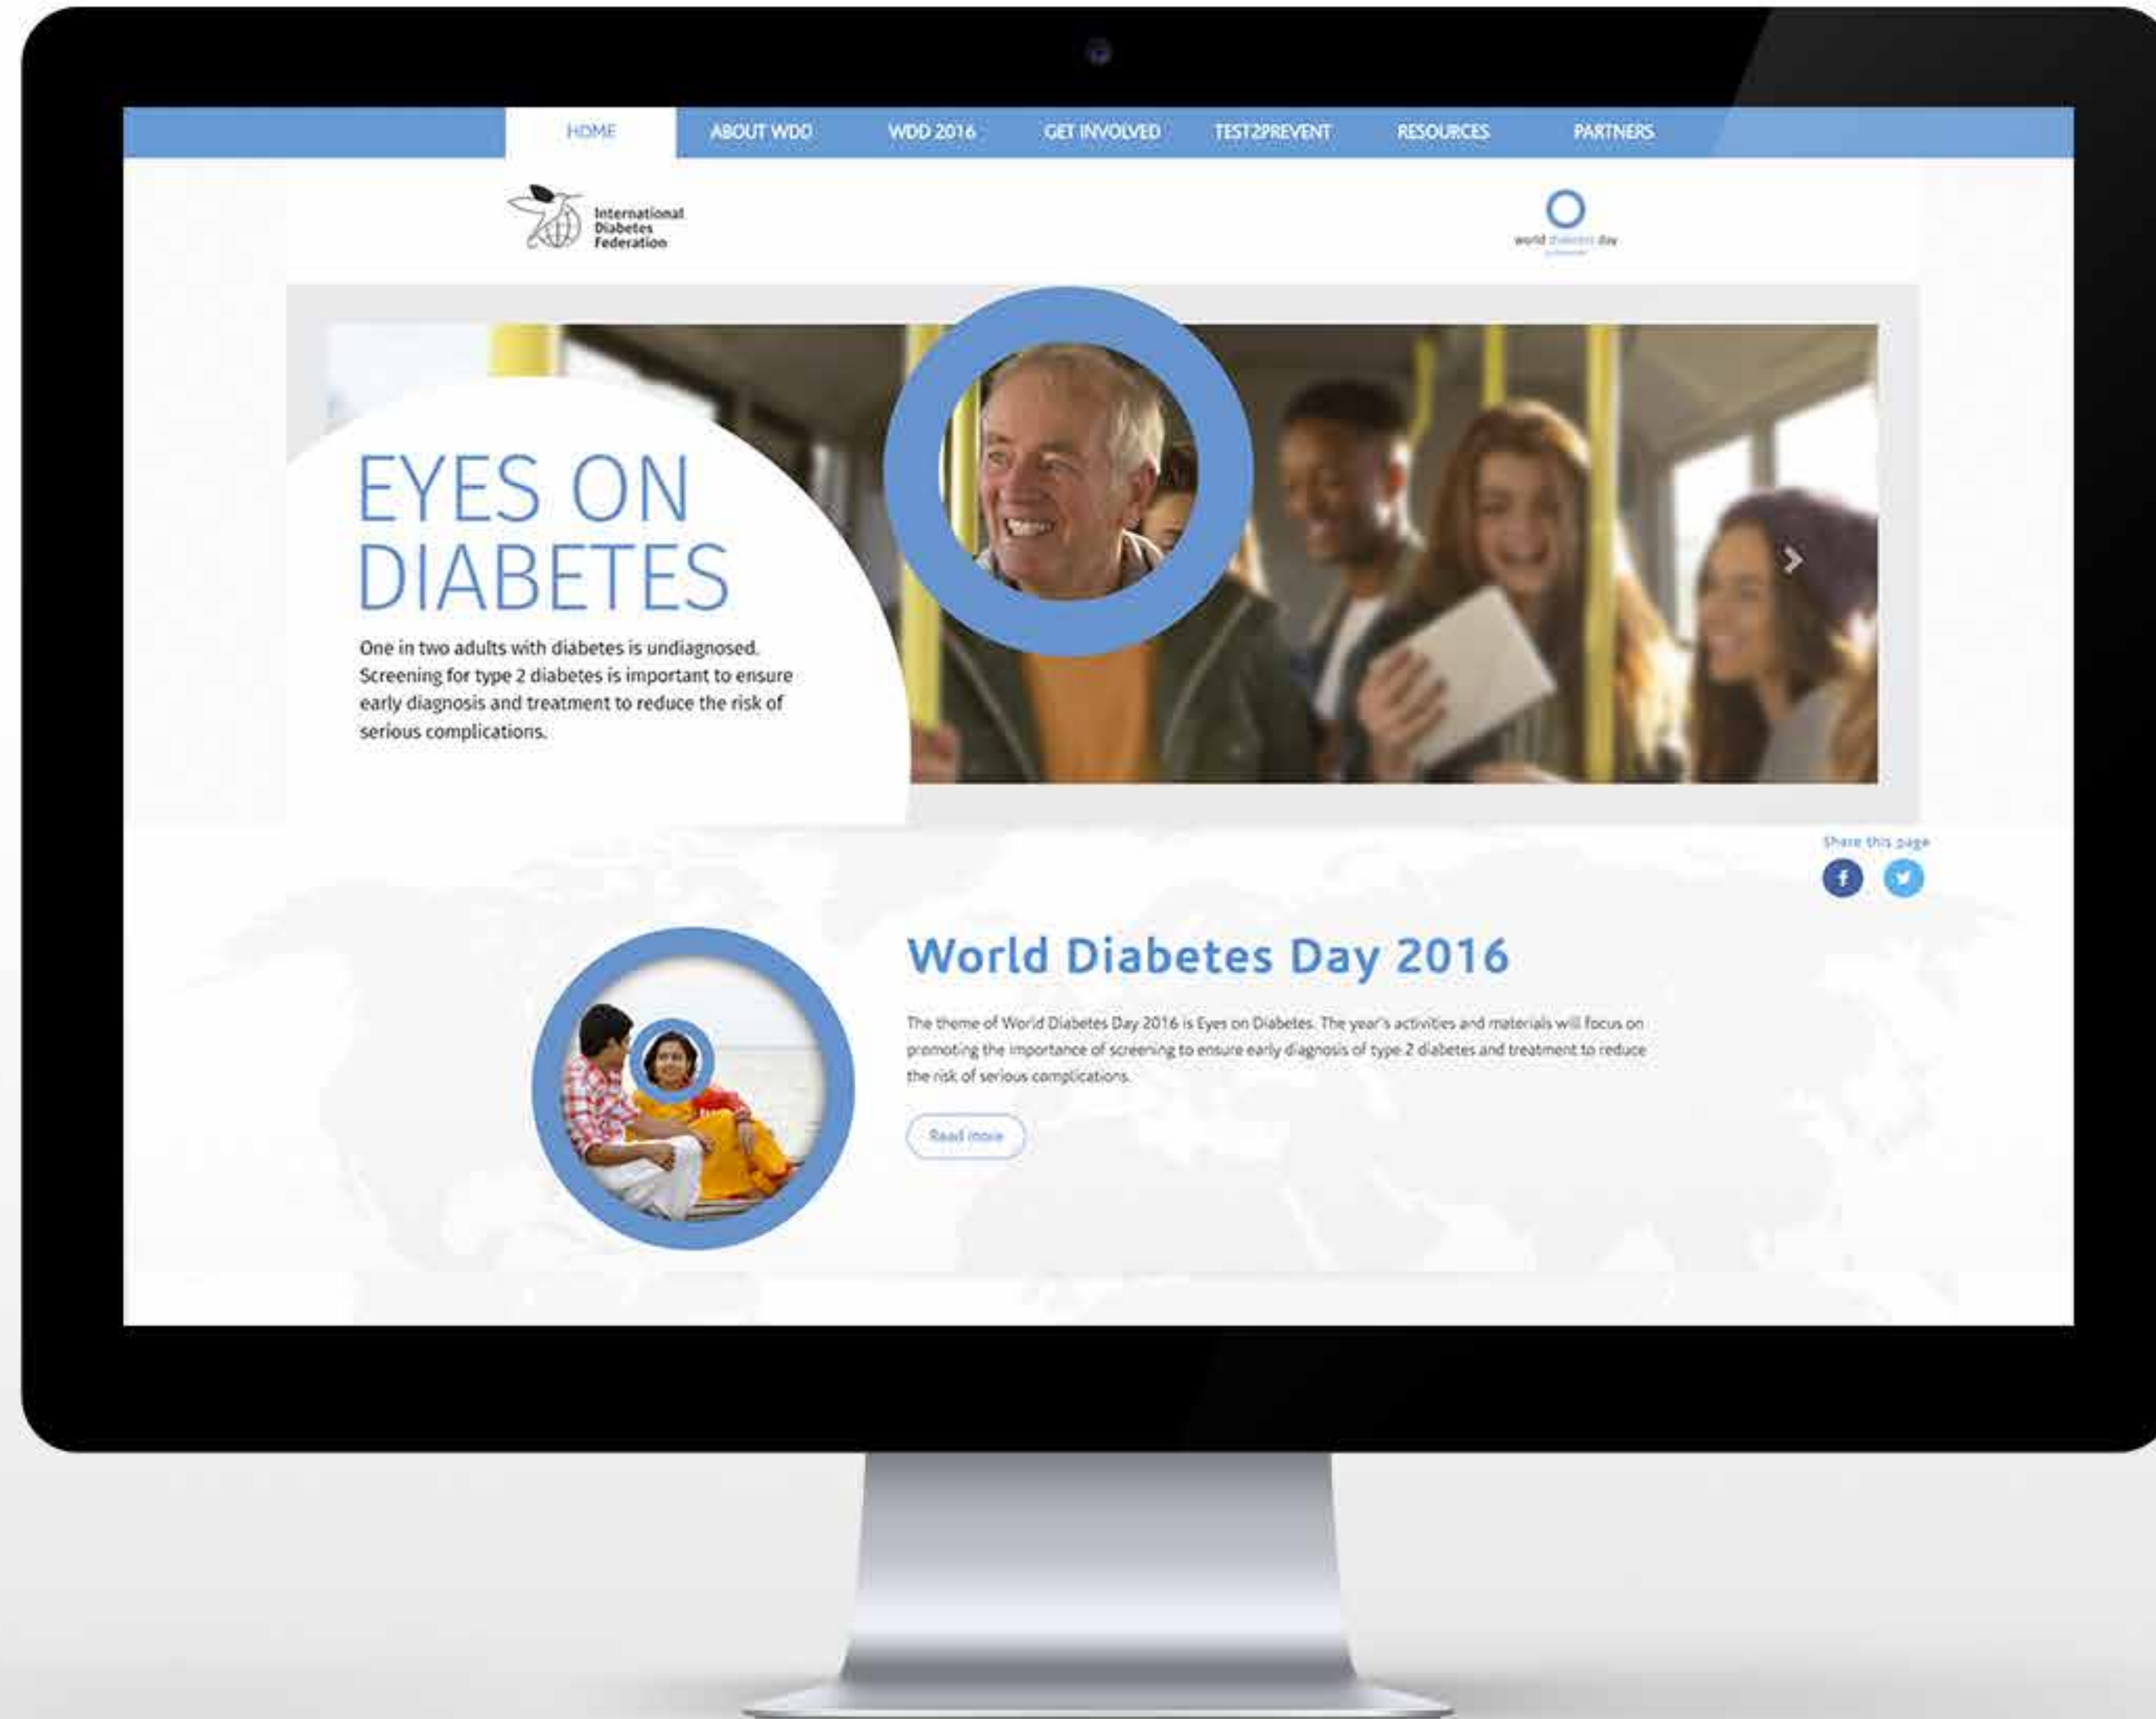 HOME
ABOUT WDD
WDD 2016
GET INVOLVED
TEST2PREVENT
RESOURCES
PARTNERS
International
Diabetes
Federation
world diabetes day
EYES ON
DIABETES
One in two adults with diabetes is undiagnosed.
Screening for type 2 diabetes is important to ensure
early diagnosis and treatment to reduce the risk of
serious complications.
Share this page
World Diabetes Day 2016
The theme of World Diabetes Day 2016 is Eyes on Diabetes. The year's activities and materials will focus on
promoting the importance of screening to ensure early diagnosis of type 2 diabetes and treatment to reduce
the risk of serious complications.
Read more